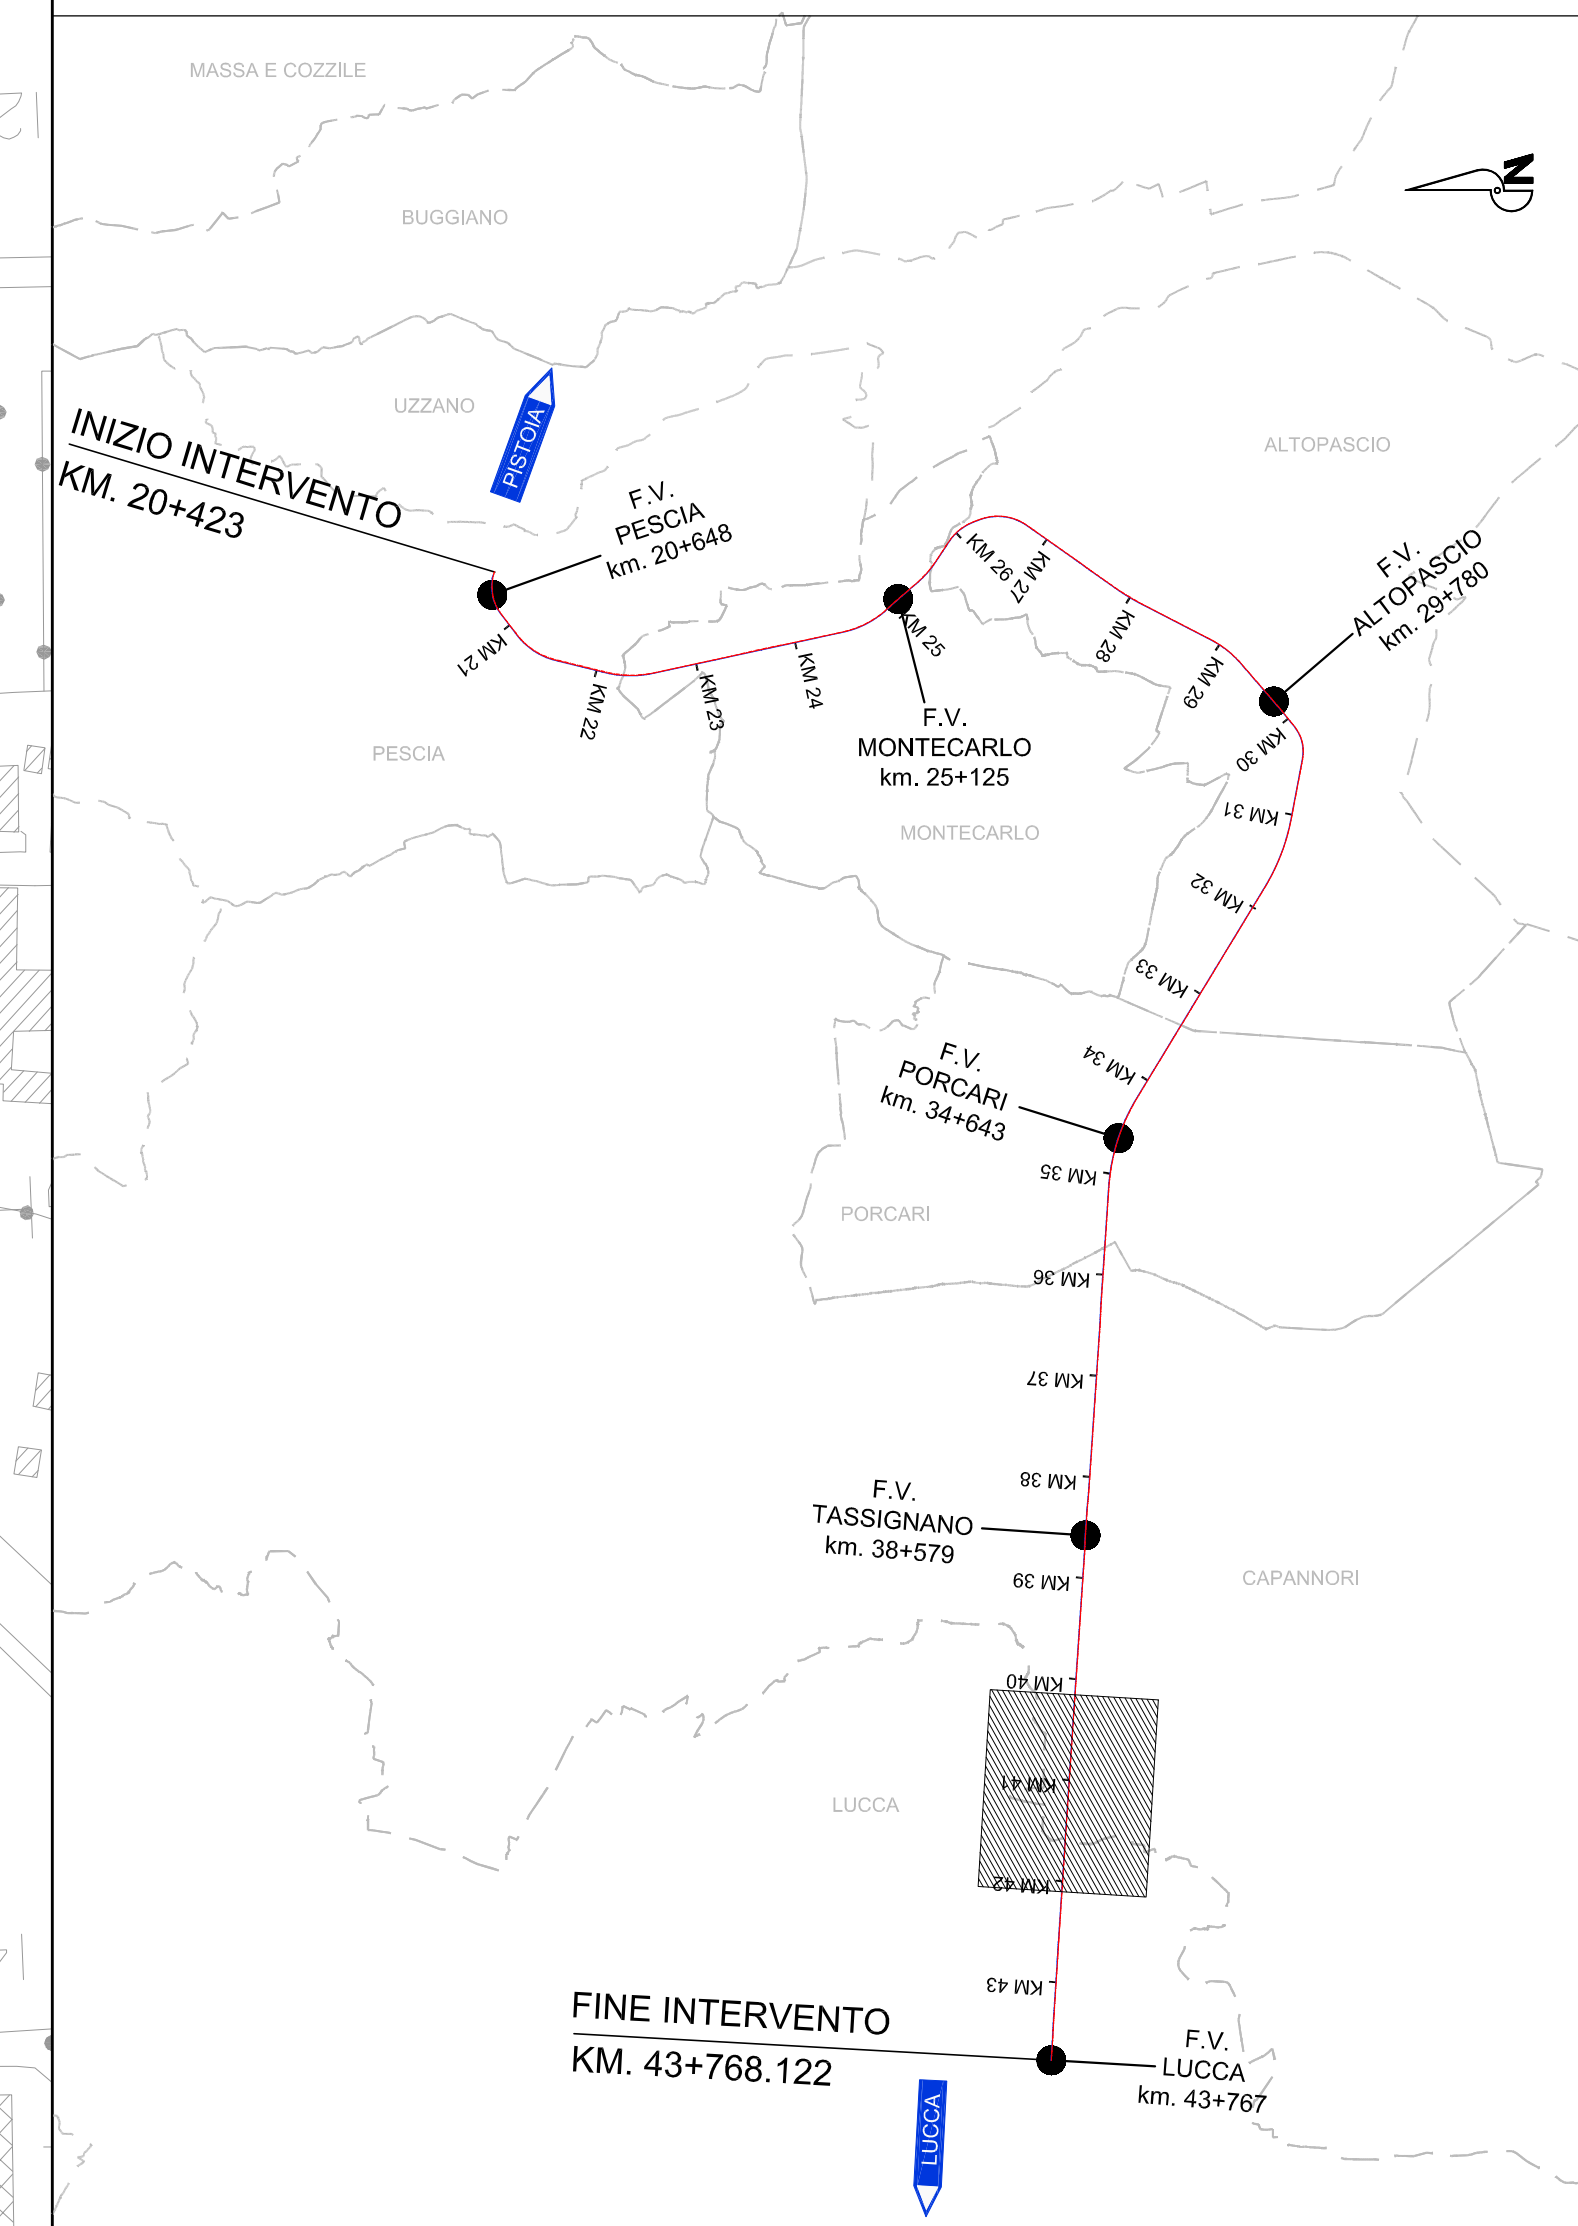 MASSA E COZZILE
N
BUGGIANO
UZZANO
PISTOIA
INIZIO INTERVENTO
KM. 20+423
ALTOPASCIO
F.V.
PESCIA
km. 20+648
F.V.
ALTOPASCIO
km. 29+780
KM 21
KM 22
KM 23
KM 24
KM 25
KM 26
KM 27
KM 28
KM 29
KM 30
F.V.
MONTECARLO
km. 25+125
PESCIA
MONTECARLO
KM 31
KM 32
KM 33
KM 34
F.V.
PORCARI
km. 34+643
KM 35
PORCARI
KM 36
KM 37
KM 38
F.V.
TASSIGNANO
km. 38+579
KM 39
CAPANNORI
KM 40
KM 41
LUCCA
KM 42
KM 43
FINE INTERVENTO
KM. 43+768.122
F.V.
LUCCA
km. 43+767
LUCCA